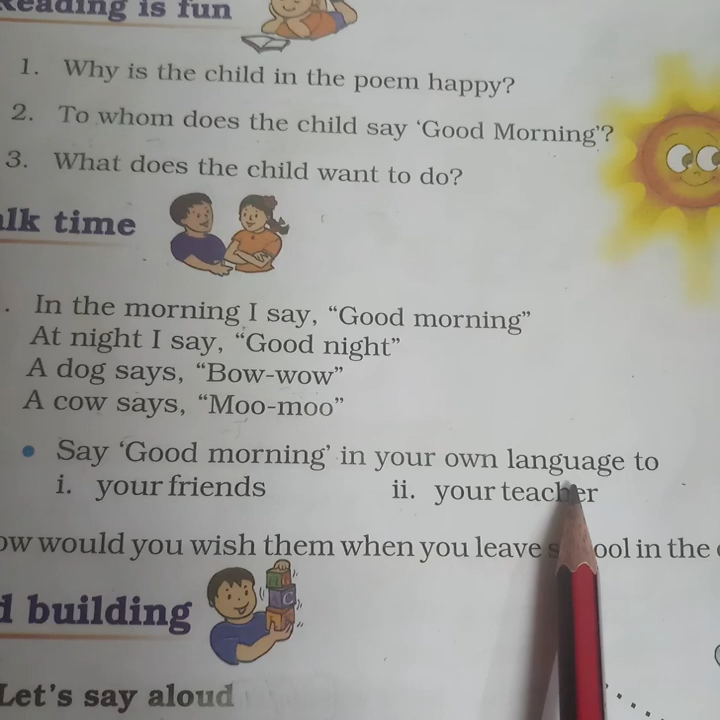 Reading is fun
1. Why is the child in the poem happy?
2. To whom does the child say 'Good Morning'?
3. What does the child want to do?
alk time
. In the morning I say, “Good morning”
At night I say, “Good night”
A dog says, “Bow-wow”
A cow says, “Moo-moo”
• Say ‘Good morning’ in your own language to
i. your friends ii. your teacher
ow would you wish them when you leave school in the
d building
Let's say aloud